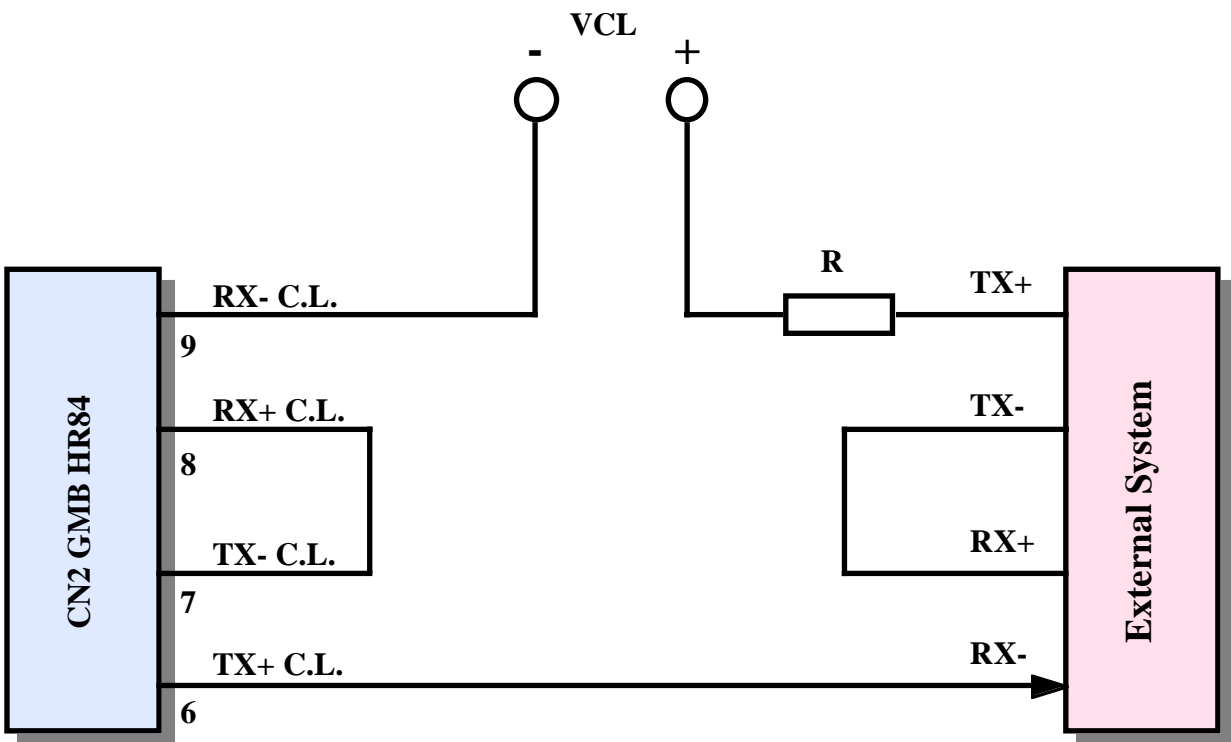 VCL
- +
R
RX- C.L.
TX+
9
RX+ C.L.
TX-
8
CN2 GMB HR84
External System
TX- C.L.
RX+
7
TX+ C.L.
RX-
6